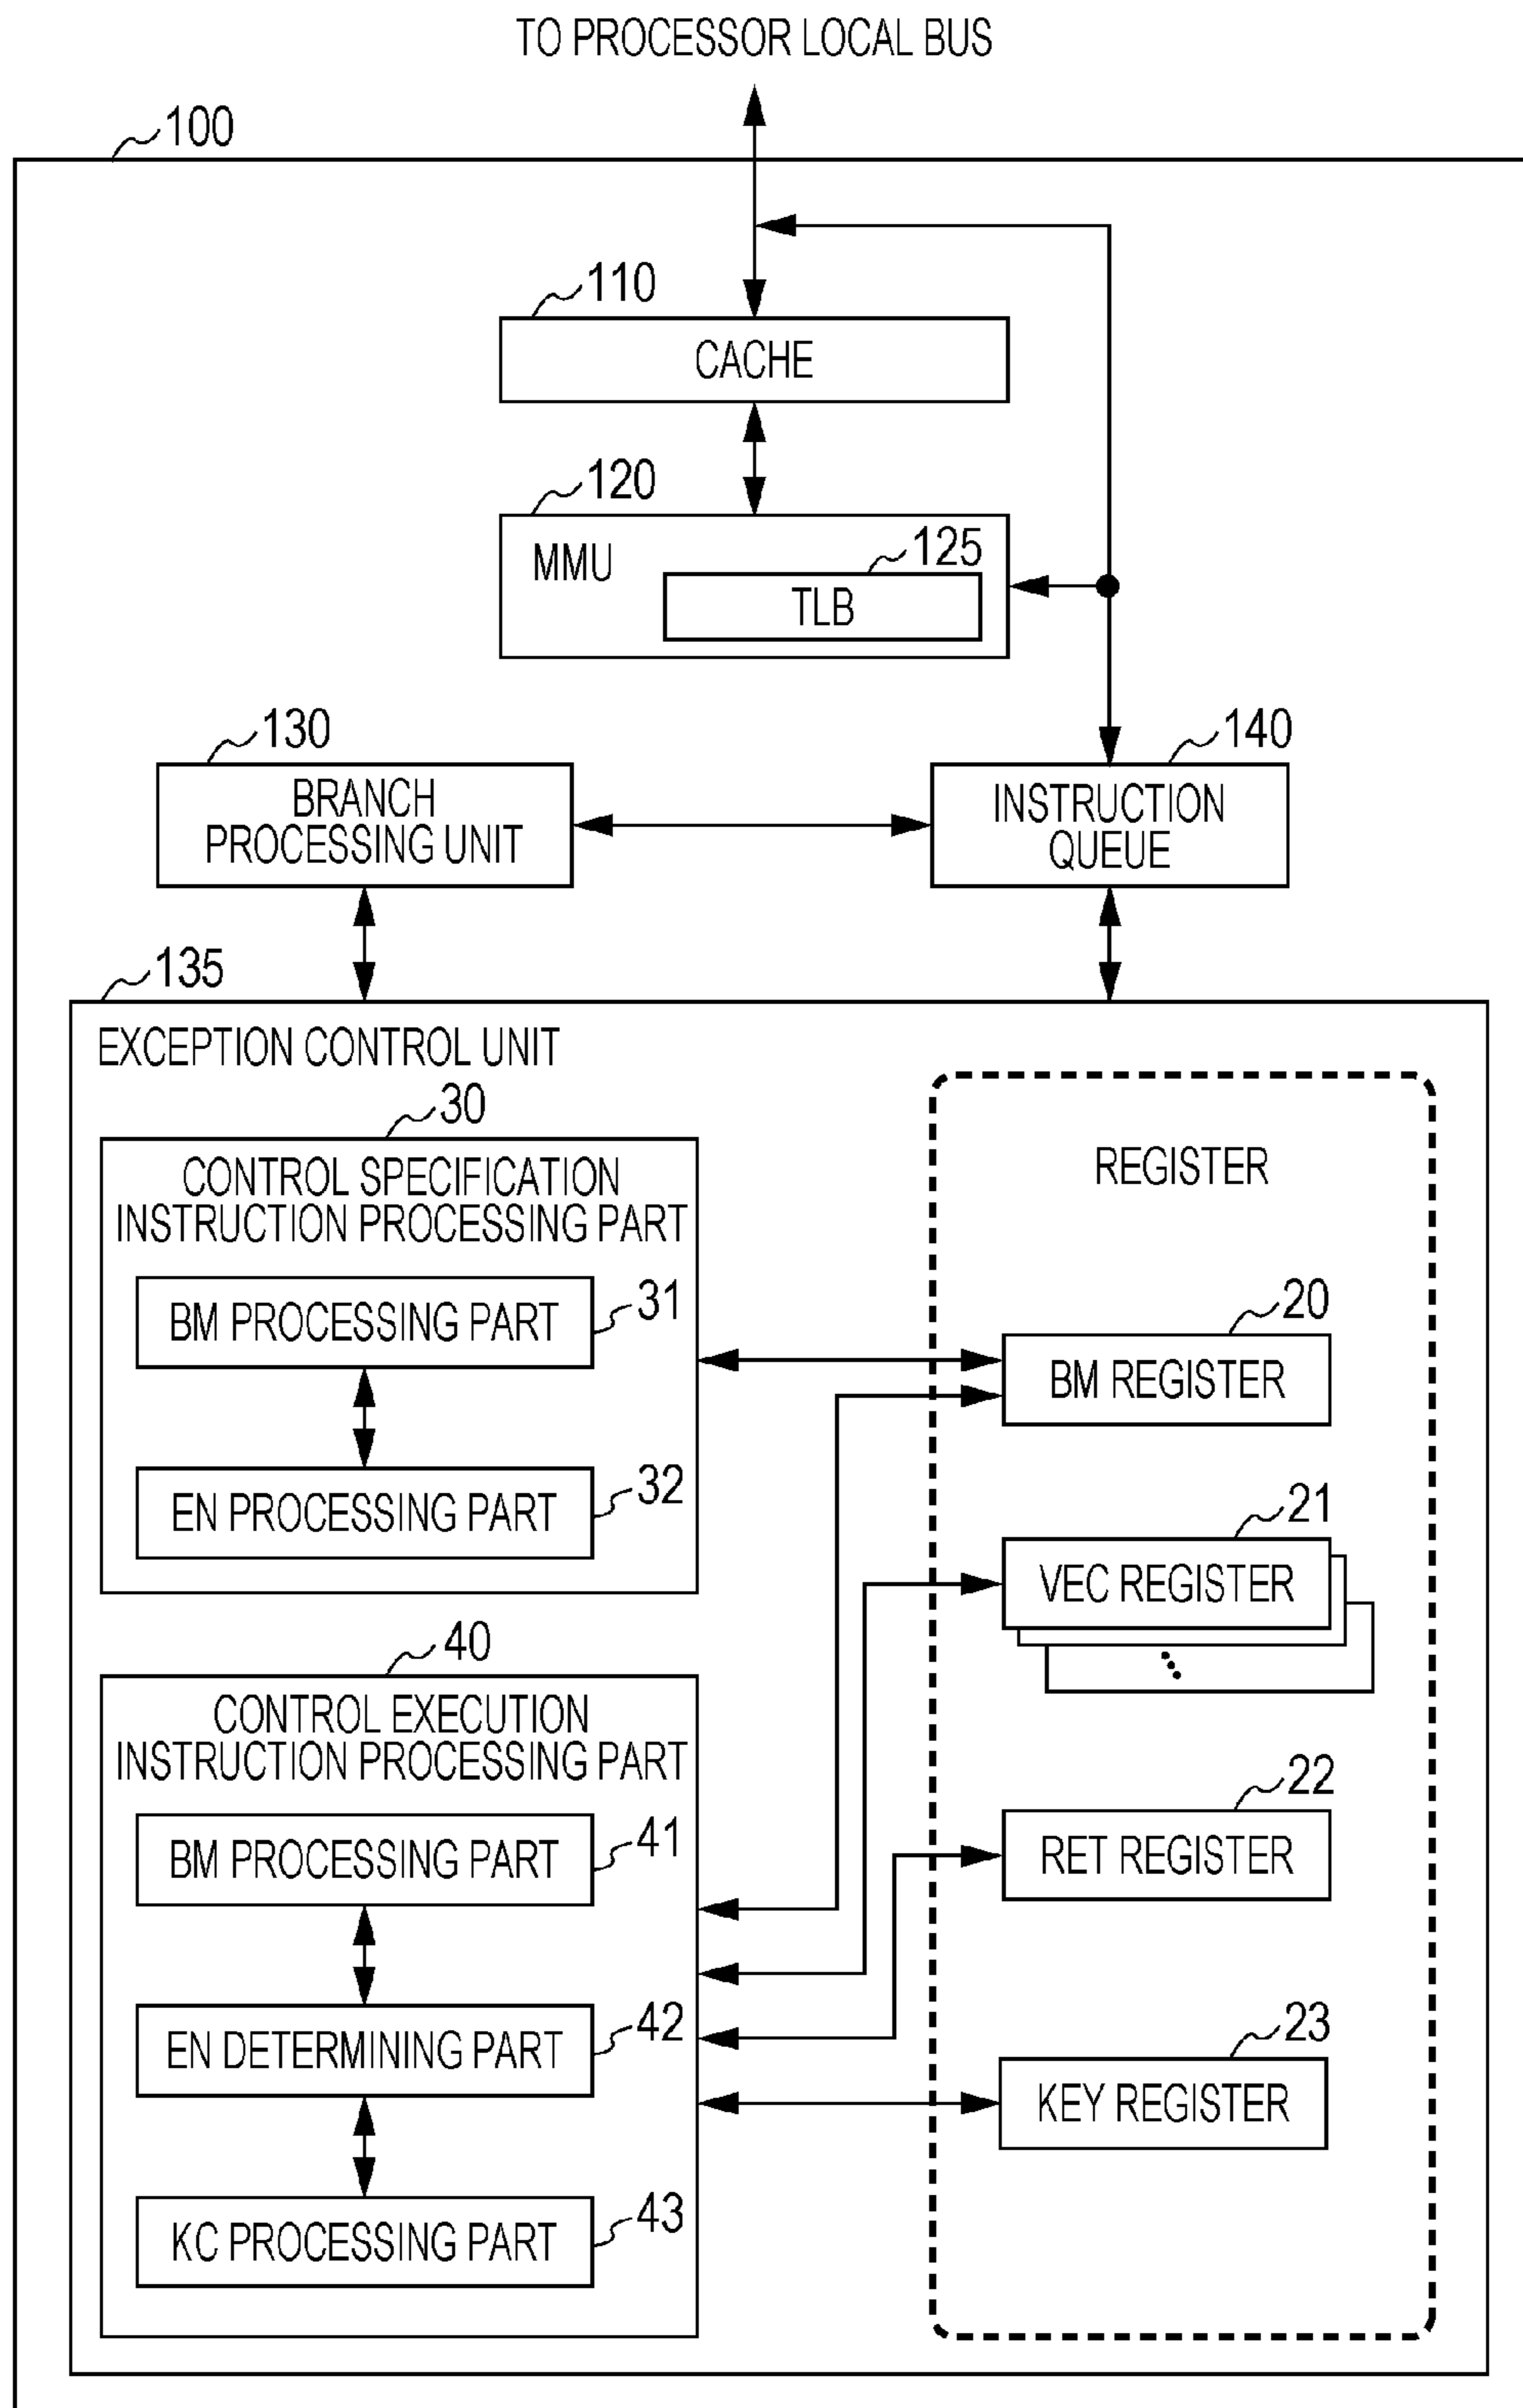 TO PROCESSOR LOCAL BUS
100
110
CACHE
120
MMU
125
TLB
130
BRANCH
PROCESSING UNIT
140
INSTRUCTION
QUEUE
135
EXCEPTION CONTROL UNIT
30
CONTROL SPECIFICATION
INSTRUCTION PROCESSING PART
BM PROCESSING PART
31
EN PROCESSING PART
32
40
CONTROL EXECUTION
INSTRUCTION PROCESSING PART
BM PROCESSING PART
41
EN DETERMINING PART
42
KC PROCESSING PART
43
REGISTER
20
BM REGISTER
21
VEC REGISTER
22
RET REGISTER
23
KEY REGISTER